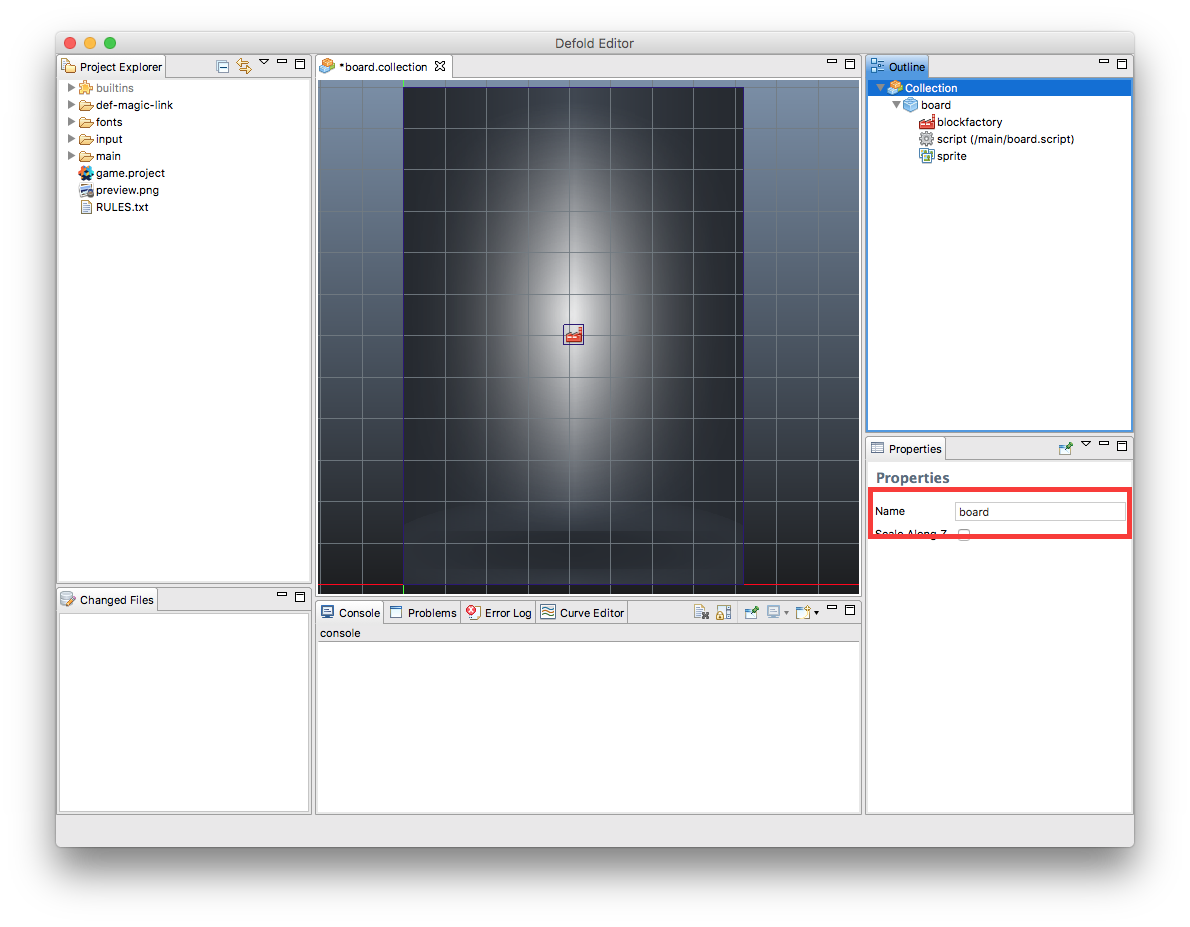 Defold Editor
Project Explorer
builtins
def-magic-link
fonts
input
main
game.project
preview.png
RULES.txt
Changed Files
*board.collection
Console
Problems
Error Log
Curve Editor
console
Outline
Collection
board
blockfactory
script (/main/board.script)
sprite
Properties
Properties
Name
board
Scale Along Z